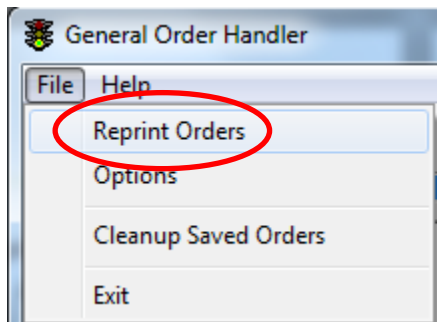 General Order Handler
File Help
Reprint Orders
Options
Cleanup Saved Orders
Exit